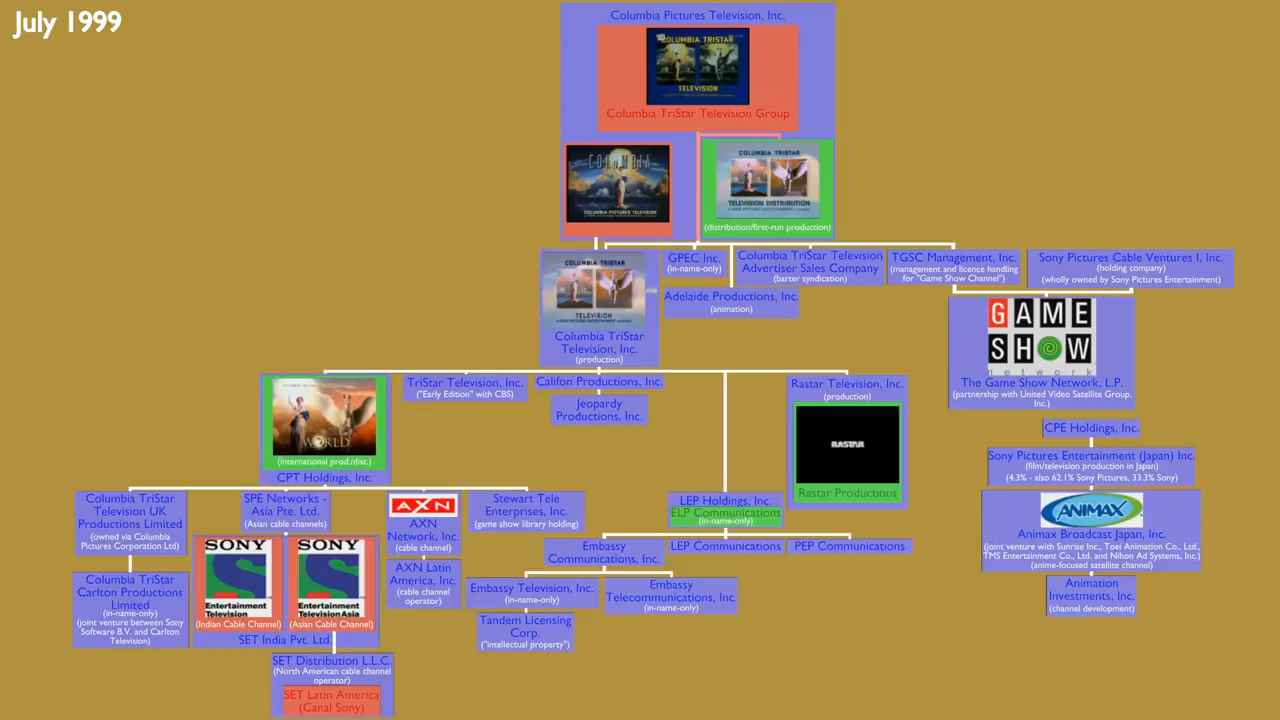 July 1999
Columbia Pictures Television, Inc.
COLUMBIA TRISTAR
TELEVISION
Columbia TriStar Television Group
COLUMBIA
COLUMBIA PICTURES TELEVISION
COLUMBIA TRISTAR
TELEVISION DISTRIBUTION
(distribution/first-run production)
COLUMBIA TRISTAR
TELEVISION
Columbia TriStar
Television, Inc.
(production)
GPEC Inc.
(in-name-only)
Columbia TriStar Television
Advertiser Sales Company
(barter syndication)
TGSC Management, Inc.
(management and licence handling
for "Game Show Channel")
Sony Pictures Cable Ventures I, Inc.
(holding company)
(wholly owned by Sony Pictures Entertainment)
Adelaide Productions, Inc.
(animation)
GAME
SHOW
network
The Game Show Network, L.P.
(partnership with United Video Satellite Group,
Inc.)
WORLD
(international prod./dist.)
CPT Holdings, Inc.
TriStar Television, Inc.
("Early Edition" with CBS)
Califon Productions, Inc.
Jeopardy
Productions, Inc.
Rastar Television, Inc.
(production)
RASTAR
Rastar Productions
CPE Holdings, Inc.
Sony Pictures Entertainment (Japan) Inc.
(film/television production in Japan)
(4.3% - also 62.1% Sony Pictures, 33.3% Sony)
ANIMAX
Animax Broadcast Japan, Inc.
(joint venture with Sunrise Inc., Toei Animation Co., Ltd.,
TMS Entertainment Co., Ltd. and Nihon Ad Systems, Inc.)
(anime-focused satellite channel)
Animation
Investments, Inc.
(channel development)
Columbia TriStar
Television UK
Productions Limited
(owned via Columbia
Pictures Corporation Ltd)
SPE Networks -
Asia Pte. Ltd.
(Asian cable channels)
AXN
AXN
Network, Inc.
(cable channel)
Stewart Tele
Enterprises, Inc.
(game show library holding)
LEP Holdings, Inc.
ELP Communications
(in-name-only)
Embassy
Communications, Inc.
LEP Communications
PEP Communications
Columbia TriStar
Carlton Productions
Limited
(in-name-only)
(joint venture between Sony
Software B.V. and Carlton
Television)
SONY
Entertainment
Television
(Indian Cable Channel)
SONY
Entertainment
Television Asia
(Asian Cable Channel)
SET India Pvt. Ltd.
AXN Latin
America, Inc.
(cable channel
operator)
Embassy Television, Inc.
(in-name-only)
Embassy
Telecommunications, Inc.
(in-name-only)
Tandem Licensing
Corp.
("intellectual property")
SET Distribution L.L.C.
(North American cable channel
operator)
SET Latin America
(Canal Sony)